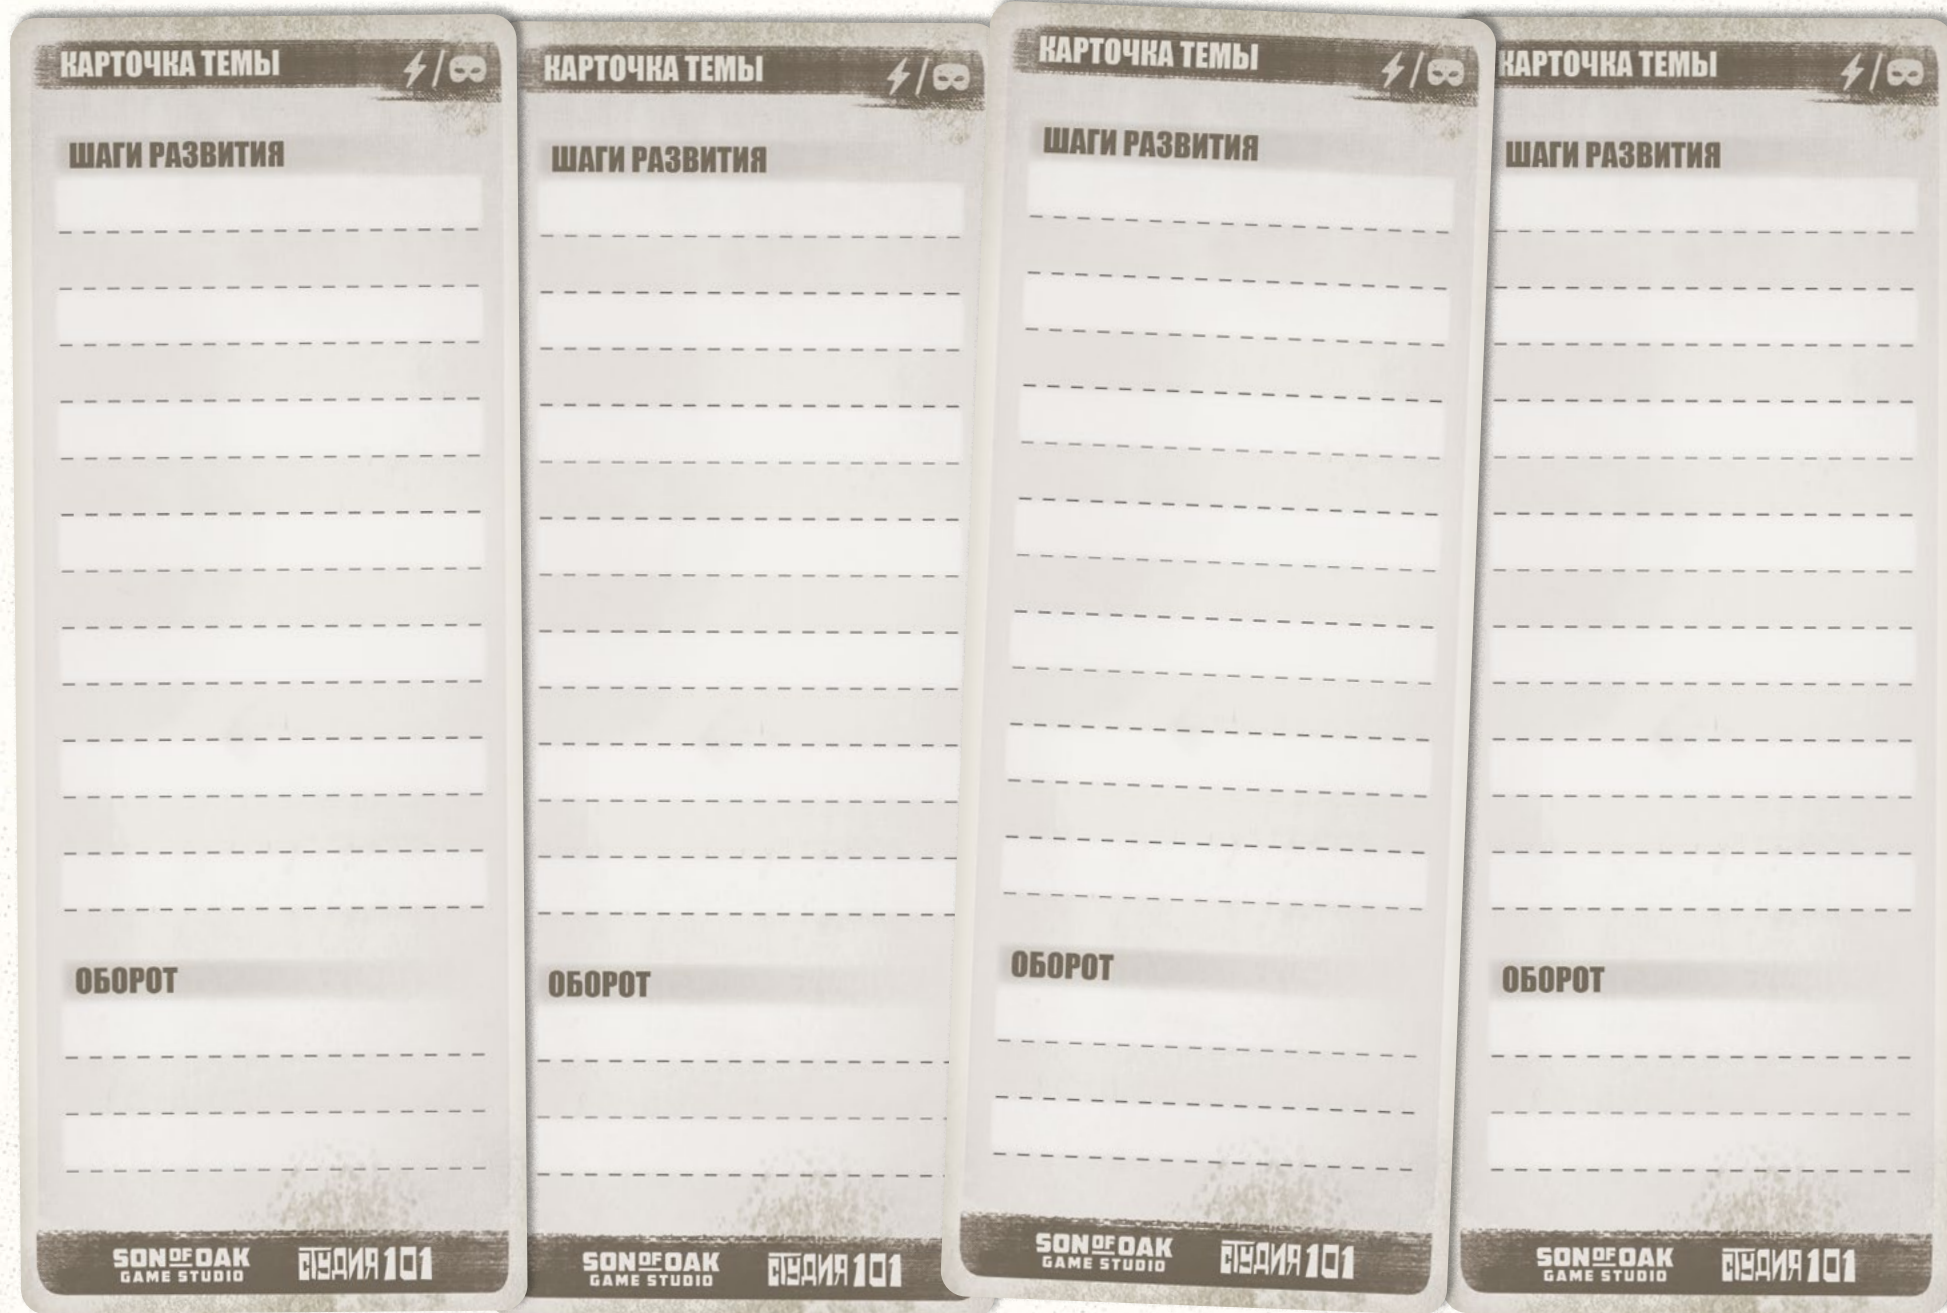 КАРТОЧКА ТЕМЫ
ШАГИ РАЗВИТИЯ
ОБОРОТ
SON OF OAK
GAME STUDIO
СТУДИЯ 101
КАРТОЧКА ТЕМЫ
ШАГИ РАЗВИТИЯ
ОБОРОТ
SON OF OAK
GAME STUDIO
СТУДИЯ 101
КАРТОЧКА ТЕМЫ
ШАГИ РАЗВИТИЯ
ОБОРОТ
SON OF OAK
GAME STUDIO
СТУДИЯ 101
КАРТОЧКА ТЕМЫ
ШАГИ РАЗВИТИЯ
ОБОРОТ
SON OF OAK
GAME STUDIO
СТУДИЯ 101